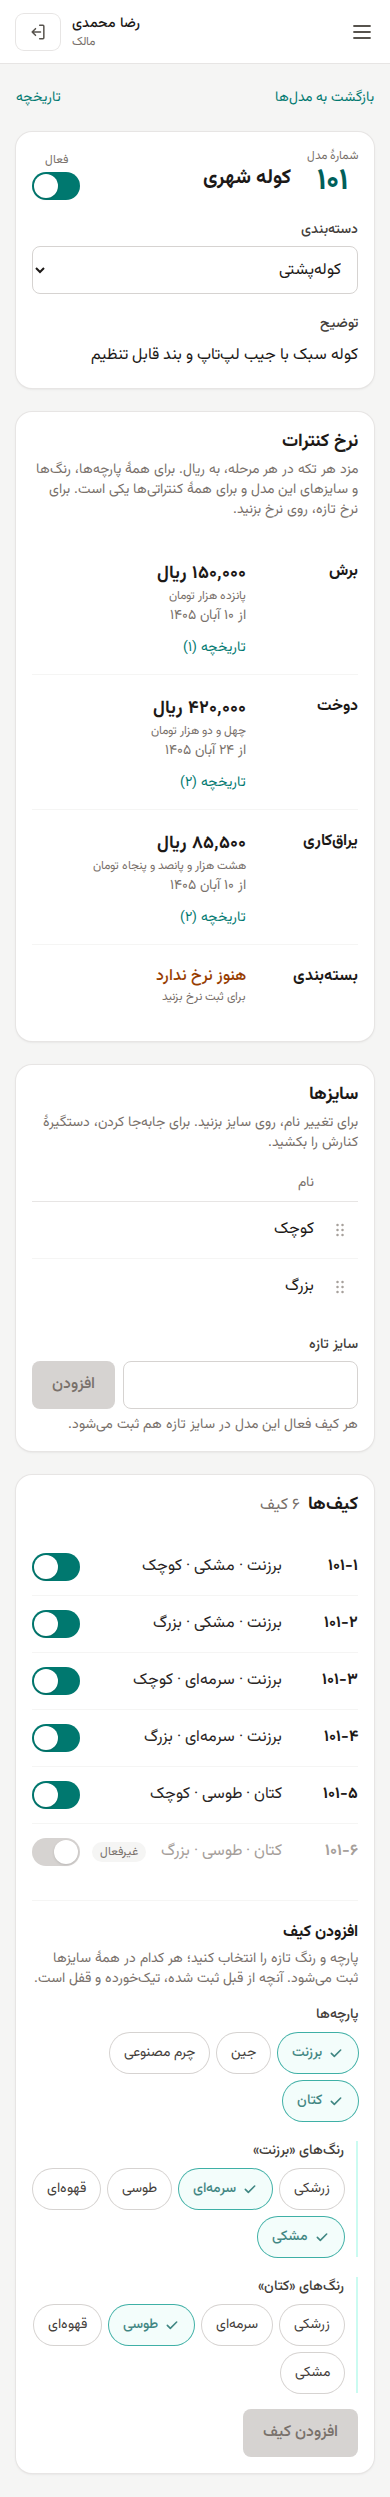 رضا محمدی
مالک
بازگشت به مدل‌ها
تاریخچه
شمارهٔ مدل
۱۰۱
کوله شهری
فعال
دسته‌بندی
کوله‌پشتی
توضیح
کوله سبک با جیب لپ‌تاپ و بند قابل تنظیم
نرخ کنترات
مزد هر تکه در هر مرحله، به ریال. برای همهٔ پارچه‌ها، رنگ‌ها
و سایزهای این مدل و برای همهٔ کنتراتی‌ها یکی است. برای
نرخ تازه، روی نرخ بزنید.
برش
۱۵۰,۰۰۰ ریال
پانزده هزار تومان
از ۱۰ آبان ۱۴۰۵
تاریخچه (۱)
دوخت
۴۲۰,۰۰۰ ریال
چهل و دو هزار تومان
از ۲۴ آبان ۱۴۰۵
تاریخچه (۲)
یراق‌کاری
۸۵,۵۰۰ ریال
هشت هزار و پانصد و پنجاه تومان
از ۱۰ آبان ۱۴۰۵
تاریخچه (۲)
بسته‌بندی
هنوز نرخ ندارد
برای ثبت نرخ بزنید
سایزها
برای تغییر نام، روی سایز بزنید. برای جابه‌جا کردن، دستگیرهٔ
کنارش را بکشید.
نام
کوچک
بزرگ
سایز تازه
افزودن
هر کیف فعال این مدل در سایز تازه هم ثبت می‌شود.
کیف‌ها ۶ کیف
۱۰۱-۱ برزنت · مشکی · کوچک
۱۰۱-۲ برزنت · مشکی · بزرگ
۱۰۱-۳ برزنت · سرمه‌ای · کوچک
۱۰۱-۴ برزنت · سرمه‌ای · بزرگ
۱۰۱-۵ کتان · طوسی · کوچک
۱۰۱-۶ کتان · طوسی · بزرگ غیرفعال
افزودن کیف
پارچه و رنگ تازه را انتخاب کنید؛ هر کدام در همهٔ سایزها
ثبت می‌شود. آنچه از قبل ثبت شده، تیک‌خورده و قفل است.
پارچه‌ها
برزنت جین چرم مصنوعی
کتان
رنگ‌های «برزنت»
زرشکی سرمه‌ای طوسی قهوه‌ای
مشکی
رنگ‌های «کتان»
زرشکی سرمه‌ای طوسی قهوه‌ای
مشکی
افزودن کیف